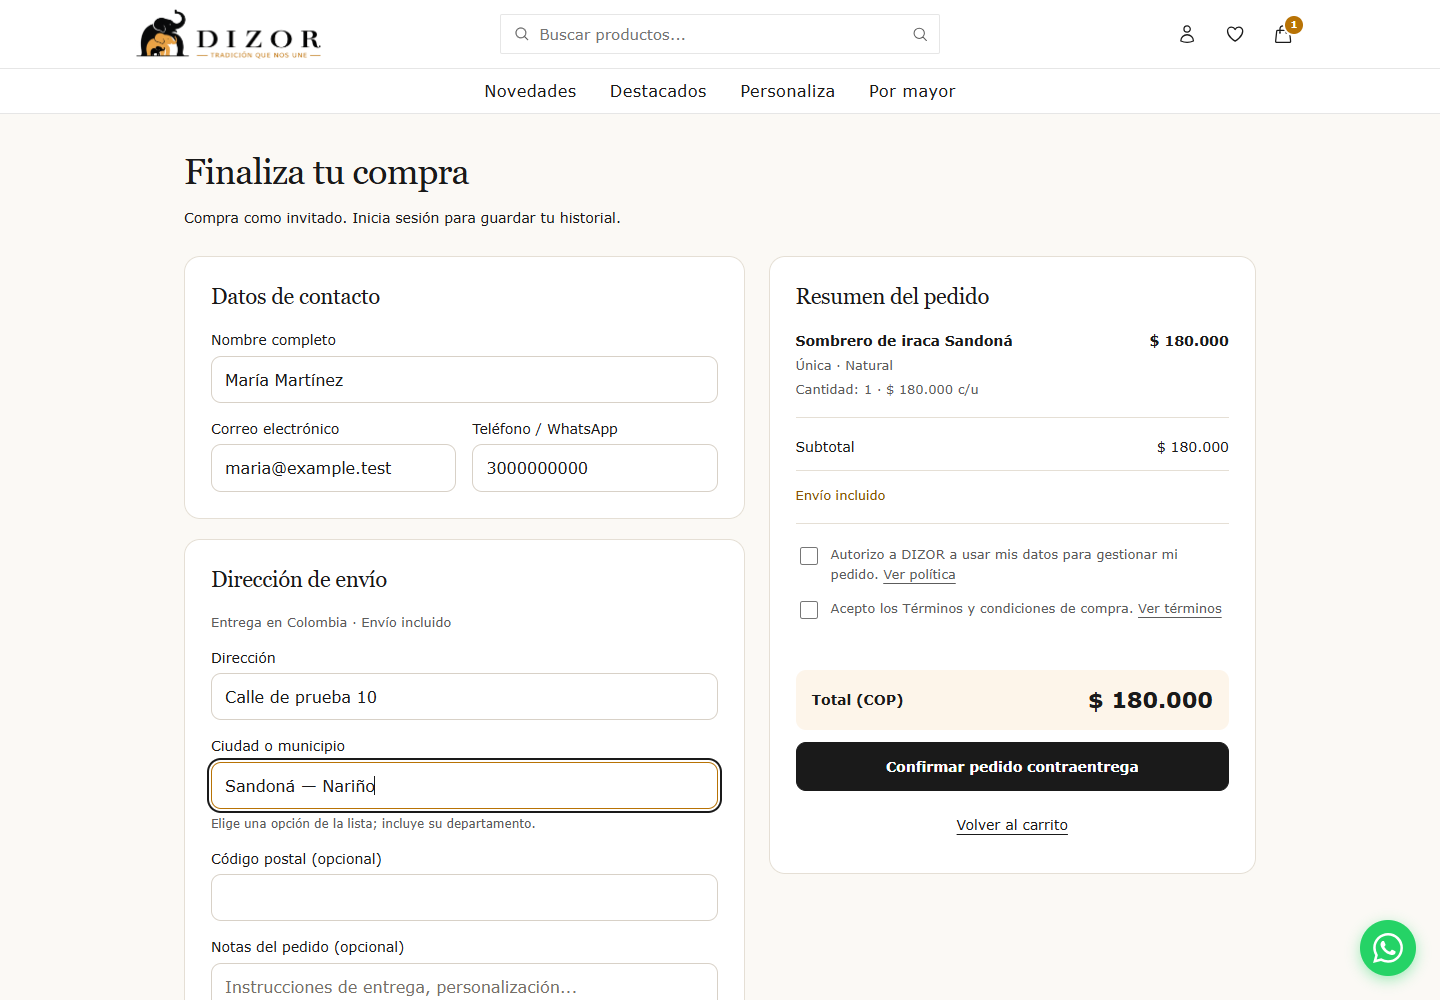 DIZOR
TRADICIÓN QUE NOS UNE
Buscar productos...
1
Novedades
Destacados
Personaliza
Por mayor
Finaliza tu compra
Compra como invitado. Inicia sesión para guardar tu historial.
Datos de contacto
Nombre completo
María Martínez
Correo electrónico
Teléfono / WhatsApp
maria@example.test
3000000000
Dirección de envío
Entrega en Colombia · Envío incluido
Dirección
Calle de prueba 10
Ciudad o municipio
Sandoná — Nariño
Elige una opción de la lista; incluye su departamento.
Código postal (opcional)
Notas del pedido (opcional)
Instrucciones de entrega, personalización...
Resumen del pedido
Sombrero de iraca Sandoná
$ 180.000
Única · Natural
Cantidad: 1 · $ 180.000 c/u
Subtotal
$ 180.000
Envío incluido
Autorizo a DIZOR a usar mis datos para gestionar mi
pedido. Ver política
Acepto los Términos y condiciones de compra. Ver términos
Total (COP)
$ 180.000
Confirmar pedido contraentrega
Volver al carrito